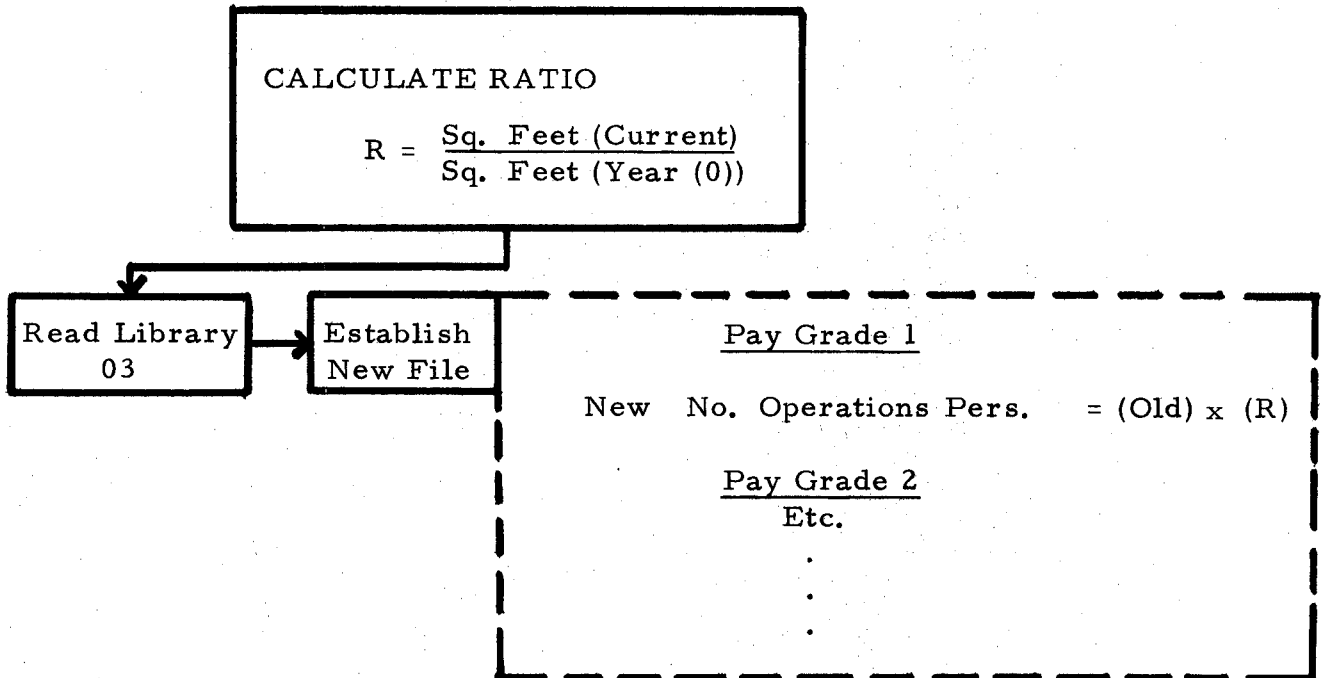 CALCULATE RATIO
R = Sq. Feet (Current)
Sq. Feet (Year (0))
Read Library
03
Establish
New File
Pay Grade 1
New No. Operations Pers. = (Old) x (R)
Pay Grade 2
Etc.
.
.
.